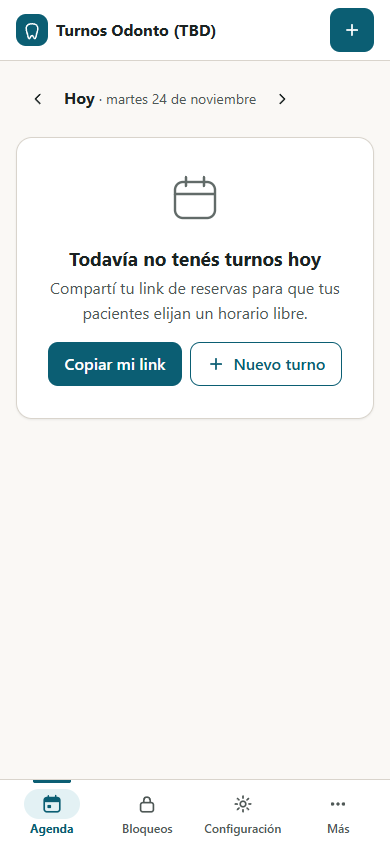 Turnos Odonto (TBD)
Hoy · martes 24 de noviembre
Todavía no tenés turnos hoy
Compartí tu link de reservas para que tus
pacientes elijan un horario libre.
Copiar mi link
+ Nuevo turno
Agenda
Bloqueos
Configuración
Más